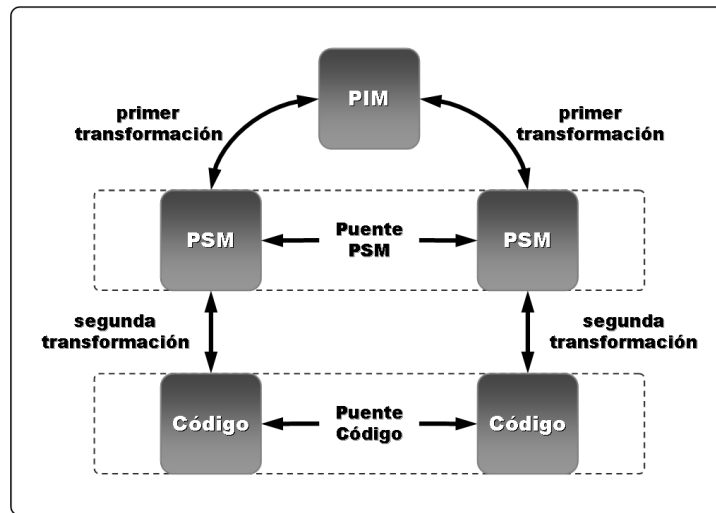 PIM
primer
transformación
primer
transformación
PSM
Puente
PSM
PSM
segunda
transformación
segunda
transformación
Código
Puente
Código
Código